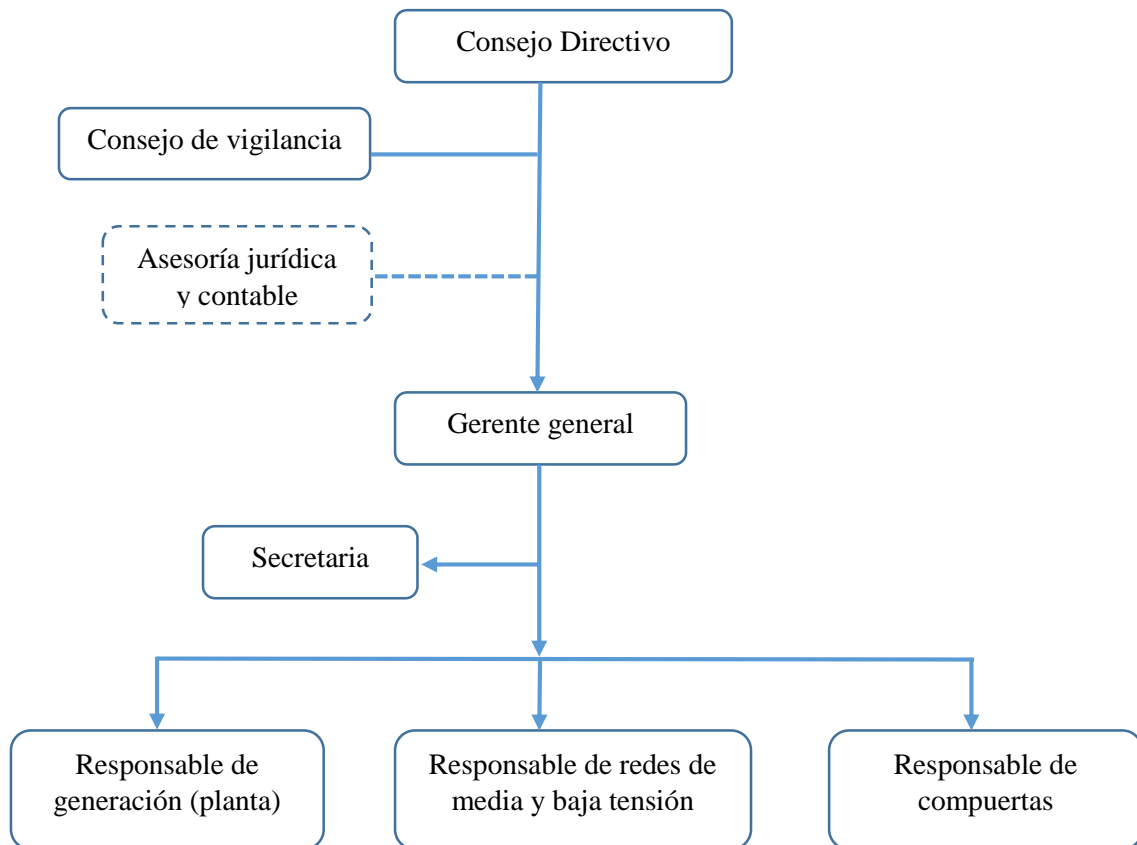 Consejo Directivo
Consejo de vigilancia
Asesoría jurídica
y contable
Gerente general
Secretaria
Responsable de
generación (planta)
Responsable de redes de
media y baja tensión
Responsable de
compuertas